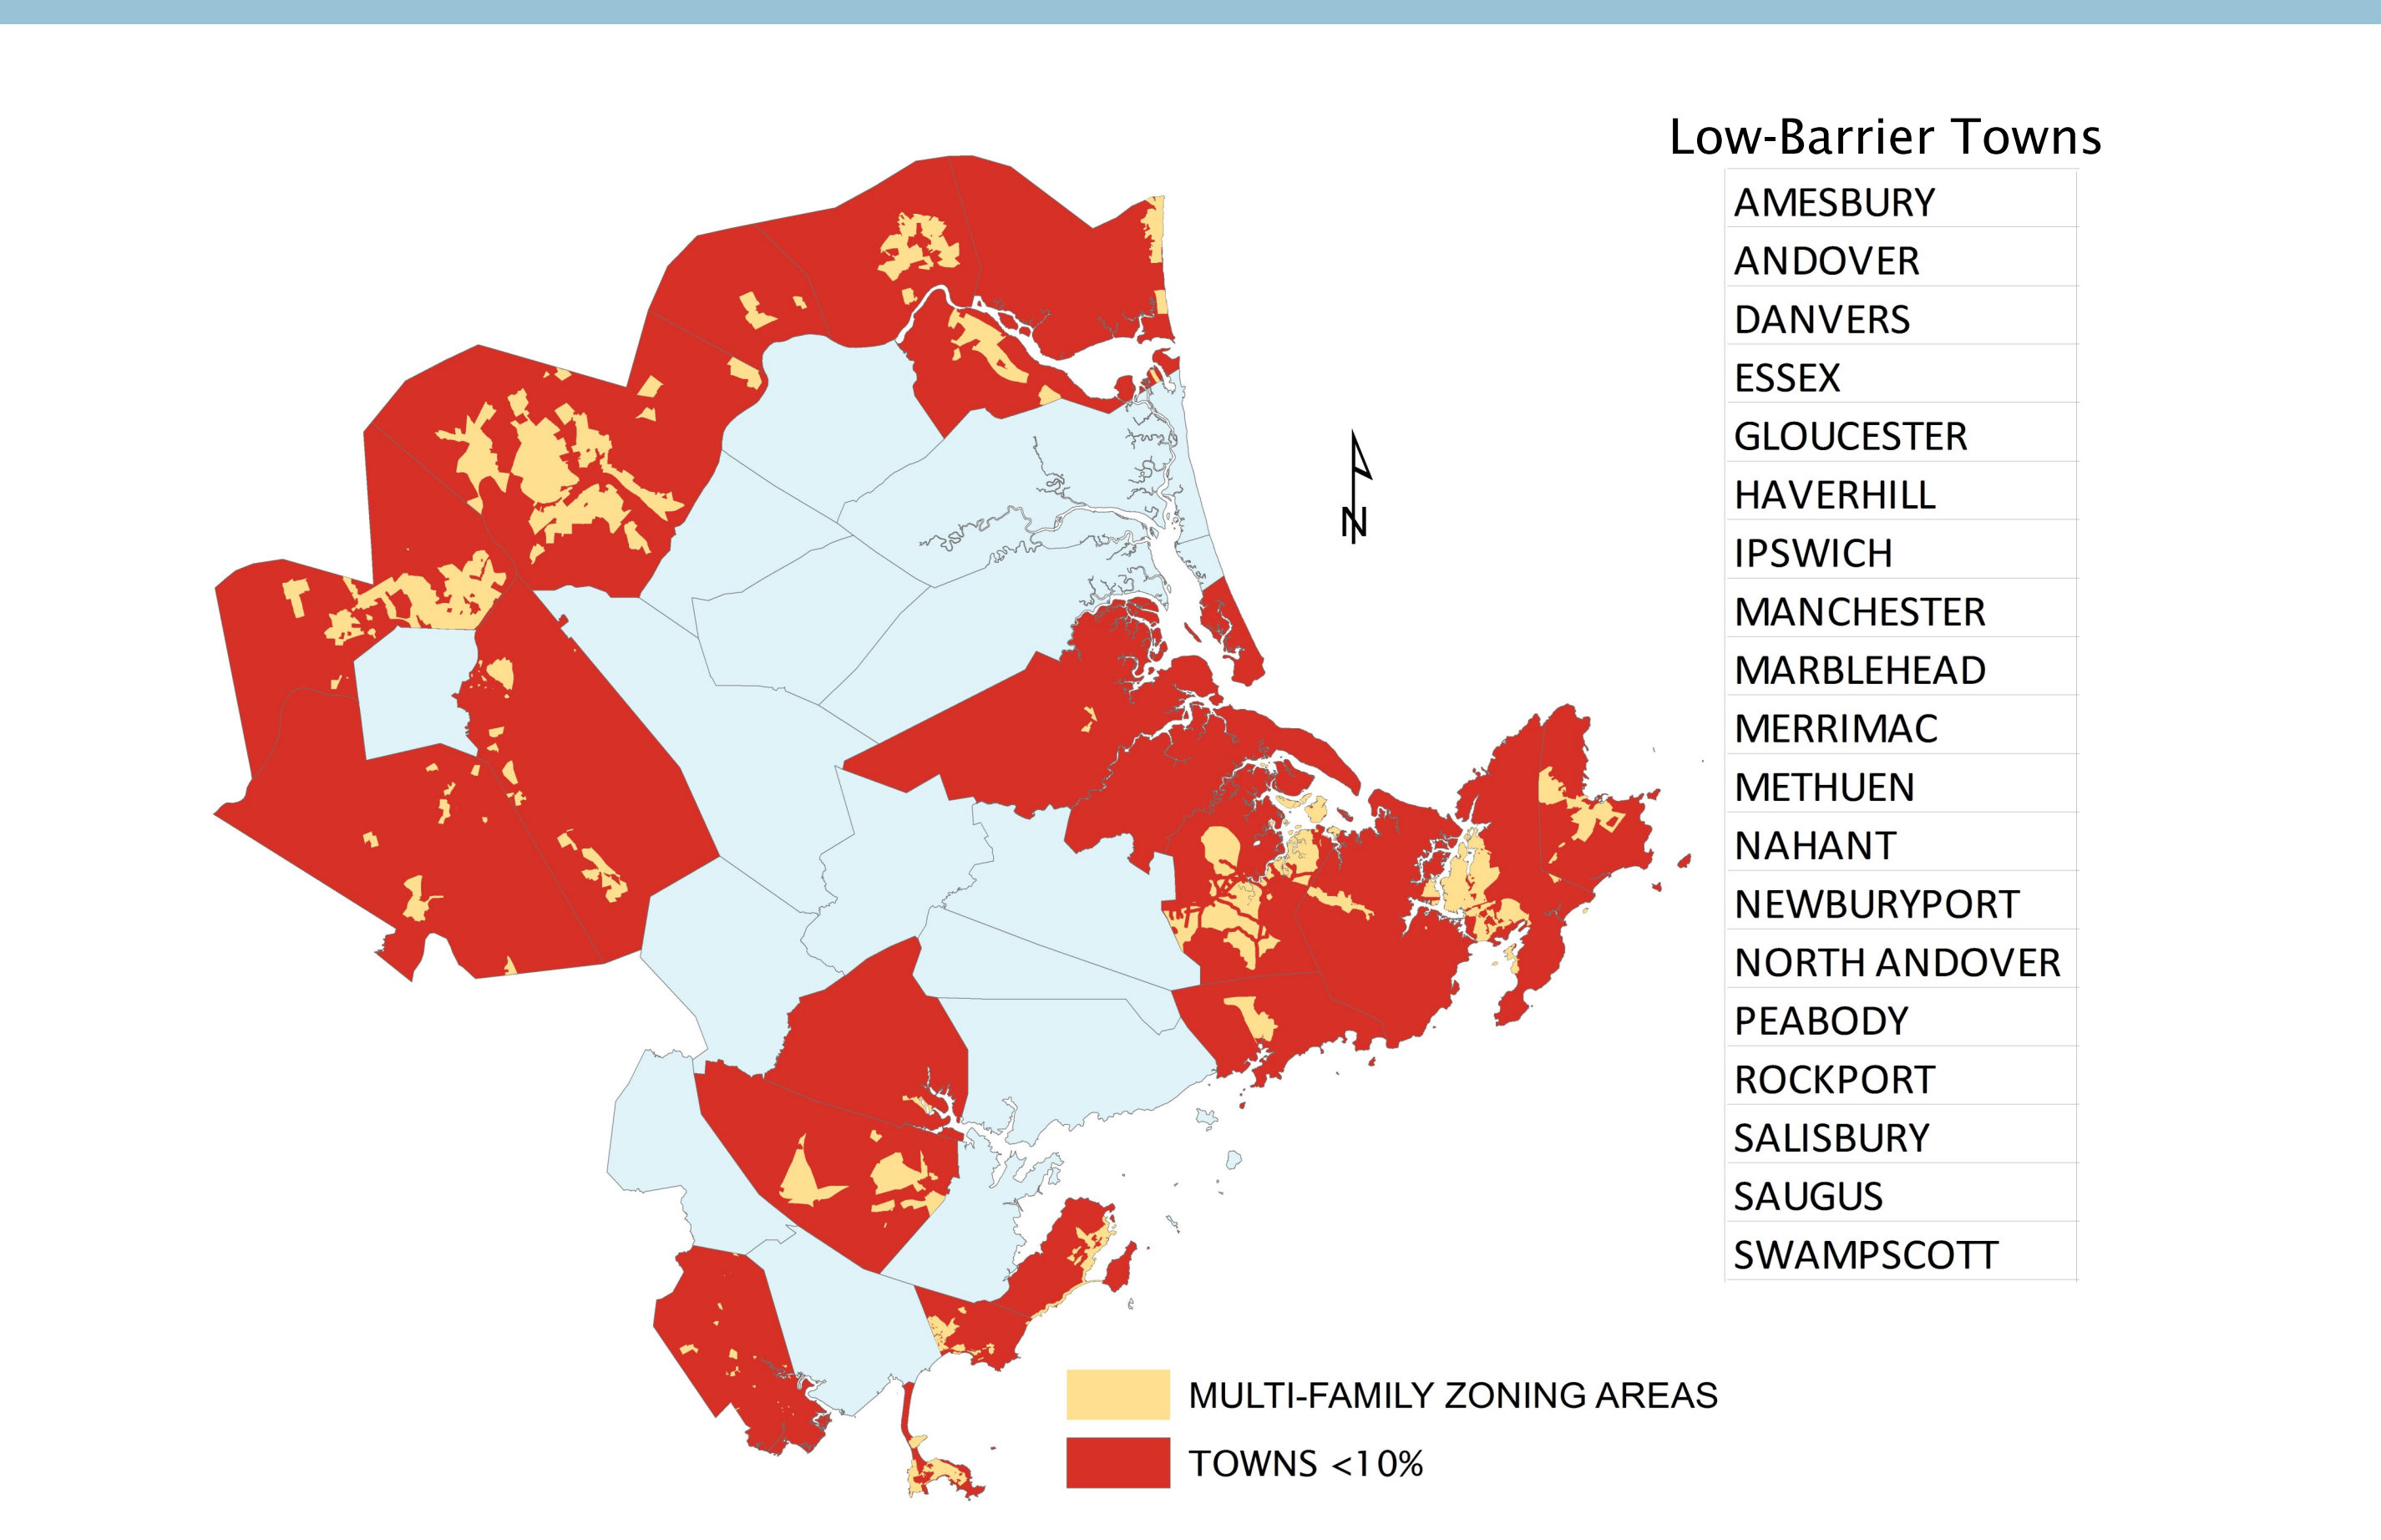 Low-Barrier Towns
AMESBURY
ANDOVER
DANVERS
ESSEX
GLOUCESTER
HAVERHILL
IPSWICH
MANCHESTER
MARBLEHEAD
MERRIMAC
METHUEN
NAHANT
NEWBURYPORT
NORTH ANDOVER
PEABODY
ROCKPORT
SALISBURY
SAUGUS
SWAMPSCOTT
N
MULTI-FAMILY ZONING AREAS
TOWNS <10%